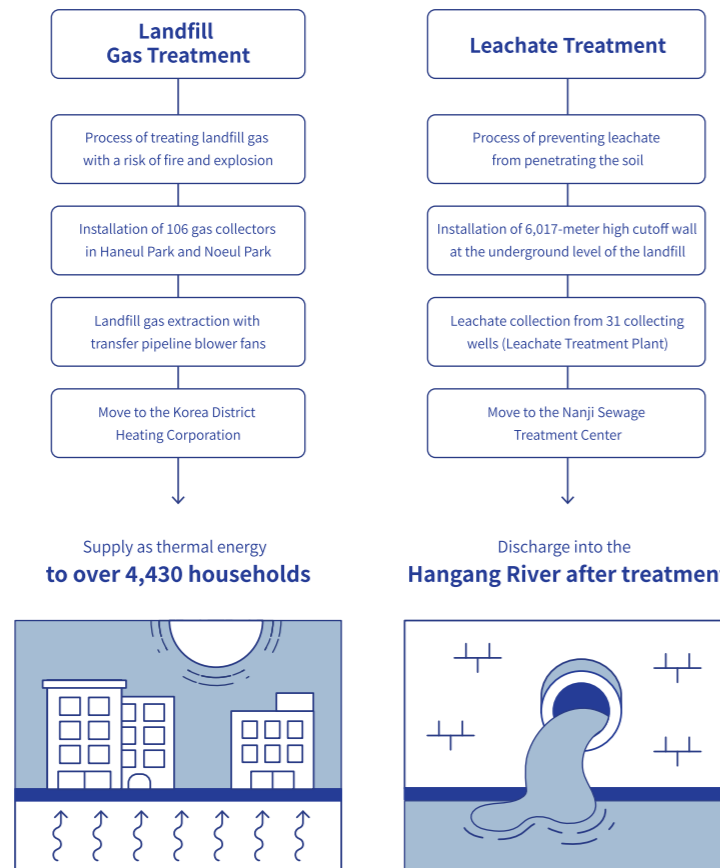 Landfill
Gas Treatment
Process of treating landfill gas
with a risk of fire and explosion
Installation of 106 gas collectors
in Haneul Park and Noeul Park
Landfill gas extraction with
transfer pipeline blower fans
Move to the Korea District
Heating Corporation
Supply as thermal energy
to over 4,430 households
Leachate Treatment
Process of preventing leachate
from penetrating the soil
Installation of 6,017-meter high cutoff wall
at the underground level of the landfill
Leachate collection from 31 collecting
wells (Leachate Treatment Plant)
Move to the Nanji Sewage
Treatment Center
Discharge into the
Hangang River after treatment